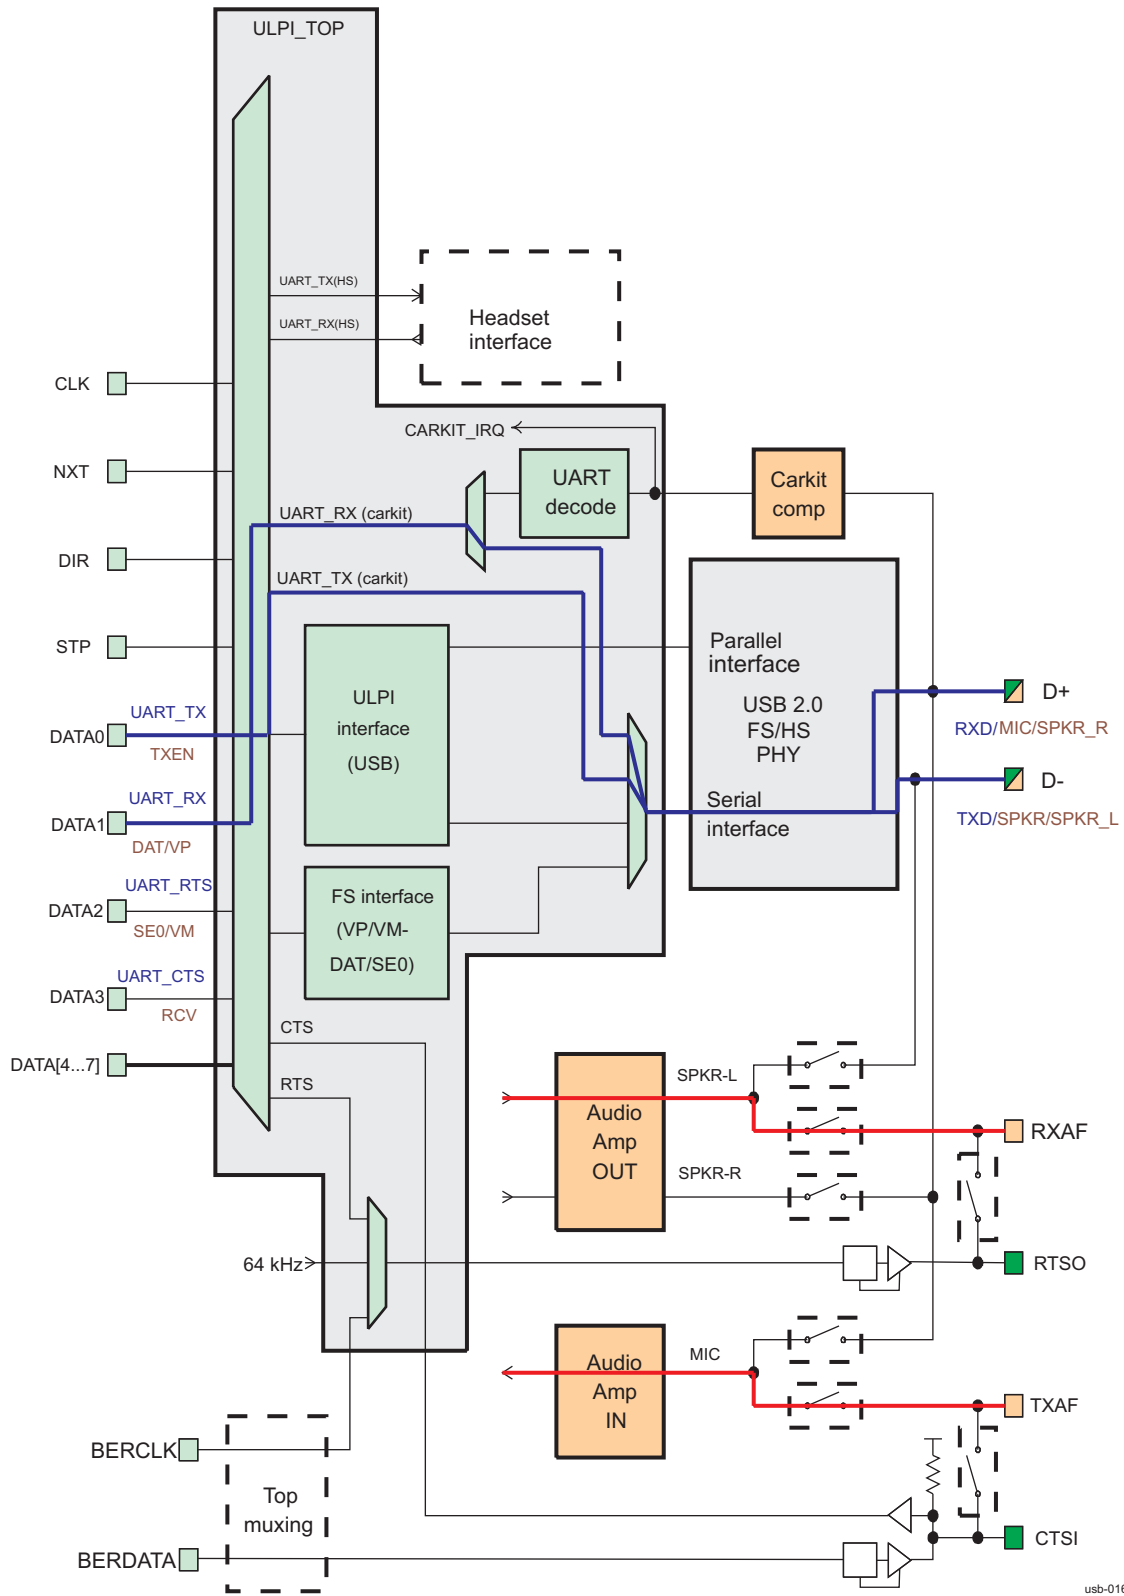 ULPI_TOP
UART_TX(HS)
UART_RX(HS)
Headset
interface
CLK
CARKIT_IRQ
NXT
UART
decode
Carkit
comp
UART_RX (carkit)
DIR
UART_TX (carkit)
STP
Parallel
interface
ULPI
interface
(USB)
USB 2.0
FS/HS
PHY
D+
RXD/MIC/SPKR_R
UART_TX
DATA0
TXEN
D-
TXD/SPKR/SPKR_L
UART_RX
DATA1
DAT/VP
Serial
interface
UART_RTS
DATA2
SE0/VM
FS interface
(VP/VM-
DAT/SE0)
UART_CTS
DATA3
RCV
CTS
DATA[4...7]
RTS
SPKR-L
Audio
Amp
OUT
RXAF
SPKR-R
64 kHz
RTSO
MIC
Audio
Amp
IN
TXAF
BERCLK
Top
muxing
CTSI
BERDATA
usb-016